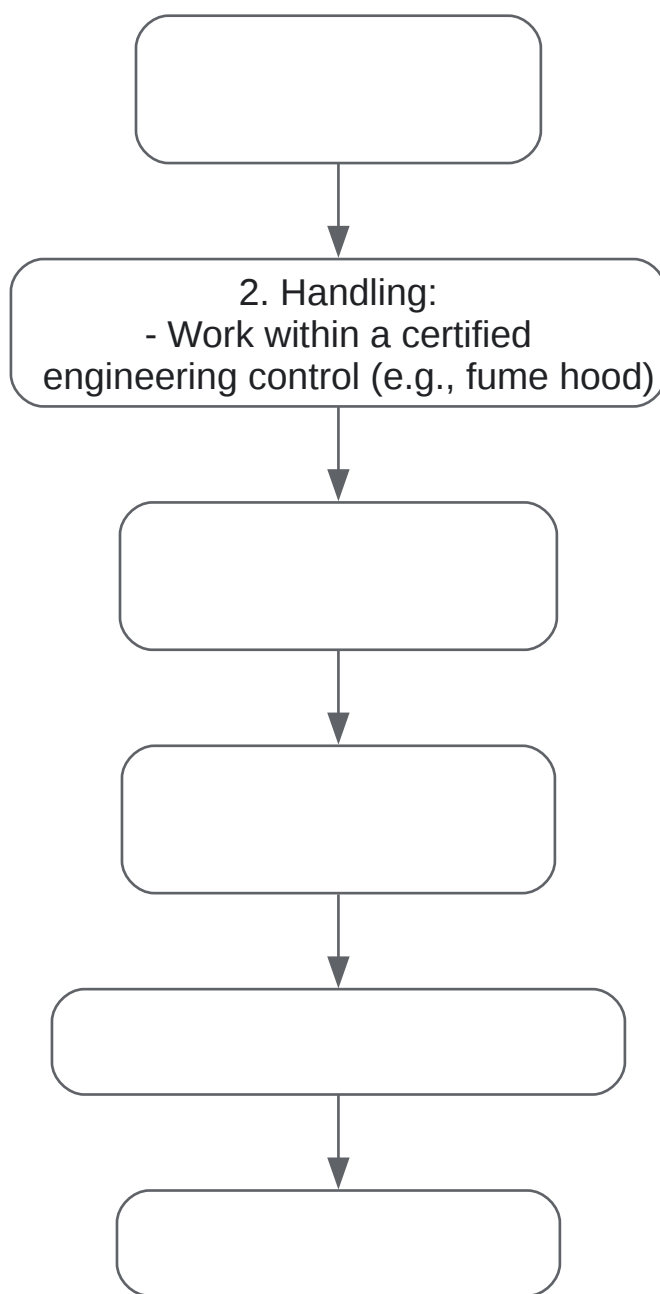 2. Handling:
- Work within a certified
engineering control (e.g., fume hood)